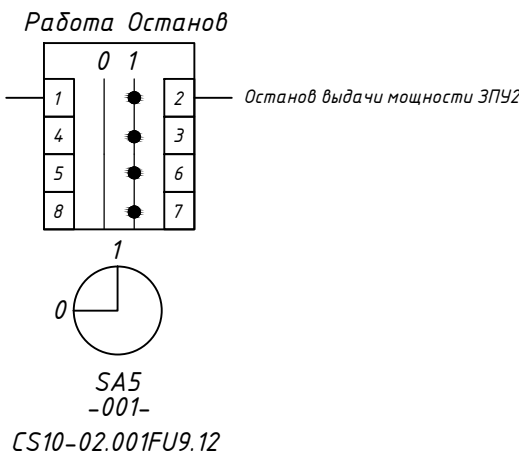 Работа Останов
0 1
1 2 Останов выдачи мощности ЗПУ2
4 3
5 6
8 7
1
0
SA5
-001-
CS10-02.001FU9.12